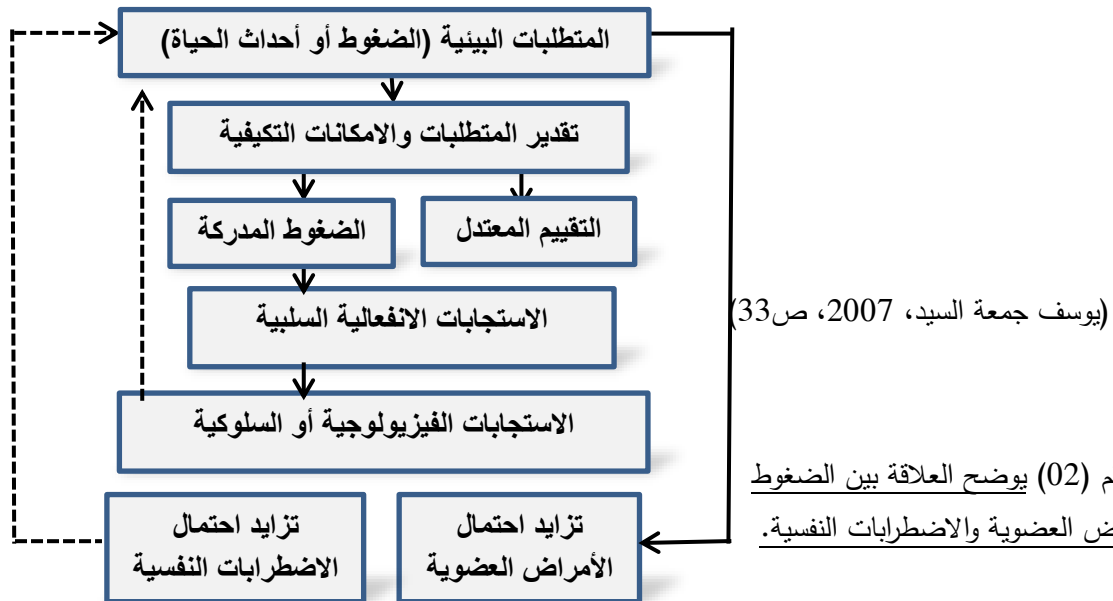 المتطلبات البيئية (الضغوط أو أحداث الحياة)
تقدير المتطلبات والامكانات التكيفية
الضغوط المدركة
التقييم المعتدل
الاستجابات الانفعالية السلبية
(يوسف جمعة السيد، 2007، ص33)
الاستجابات الفيزيولوجية أو السلوكية
(02) يوضح العلاقة بين الضغوط
العضوية والاضطرابات النفسية.
تزايد احتمال
الأمراض العضوية
تزايد احتمال
الاضطرابات النفسية